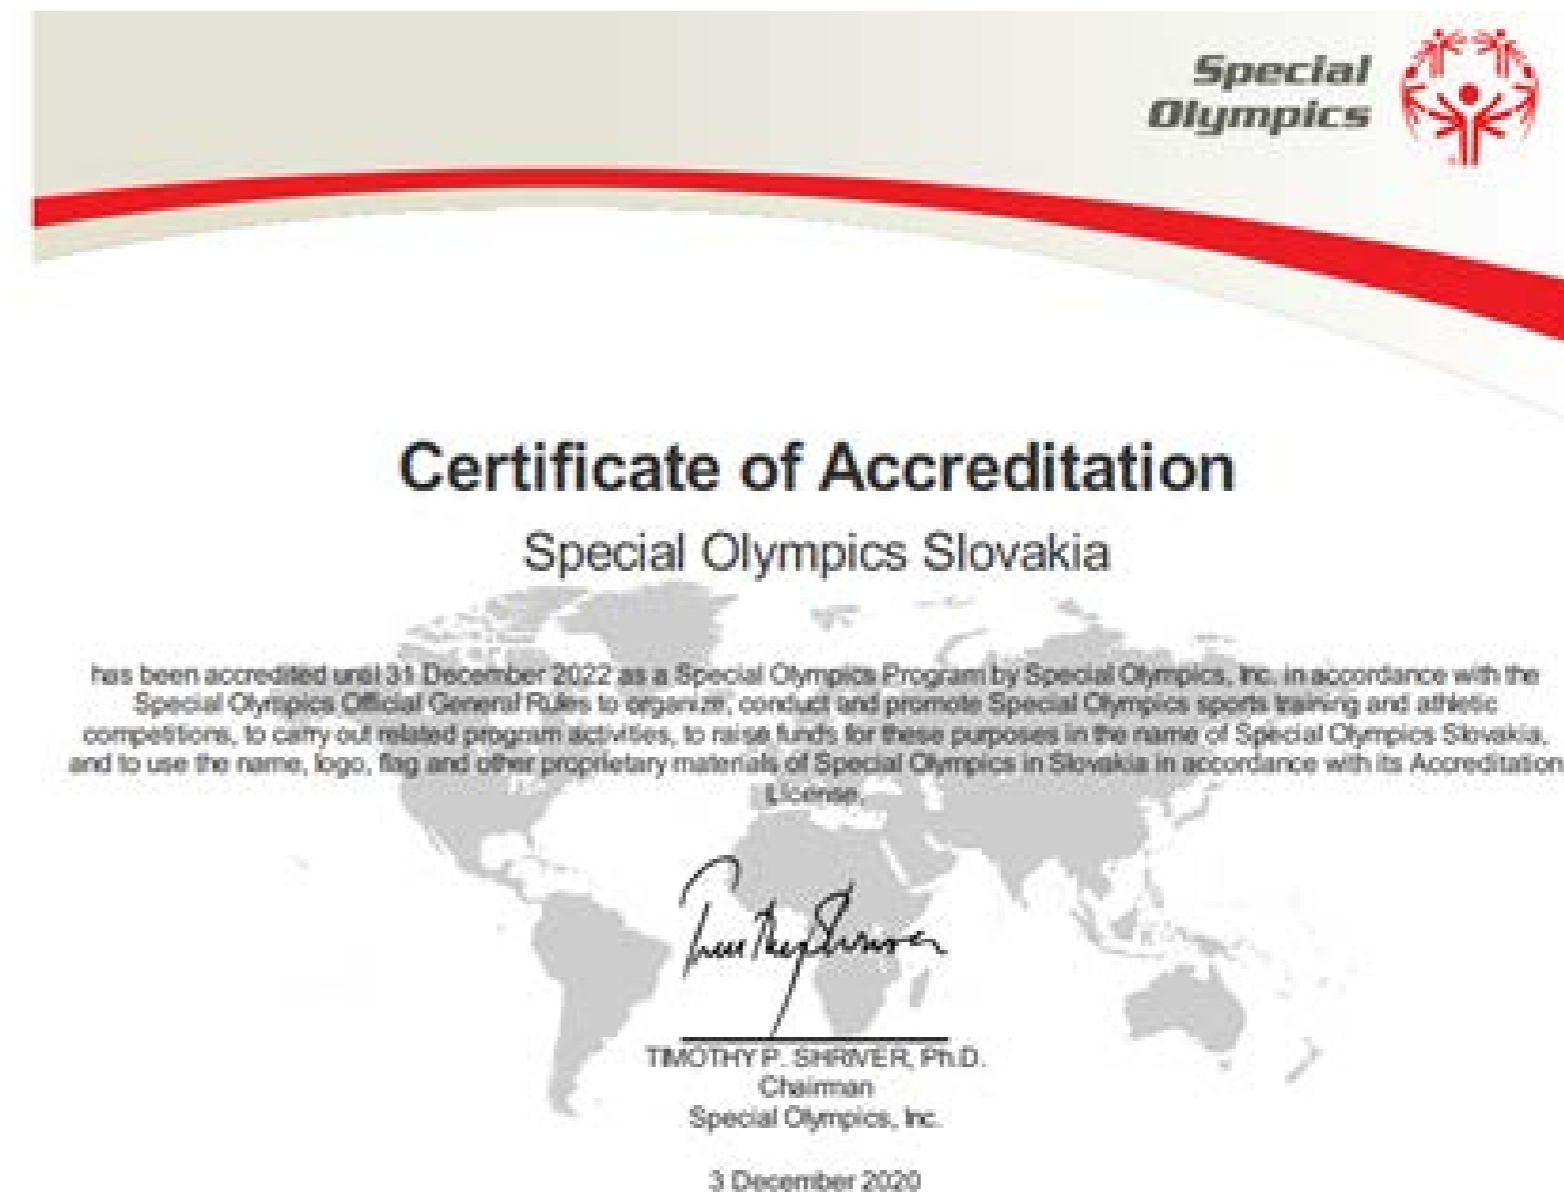 Special
Olympics
Certificate of Accreditation
Special Olympics Slovakia
has been accredited until 31 December 2022 as a Special Olympics Program by Special Olympics, Inc. in accordance with the
Special Olympics Official General Rules to organize, conduct and promote Special Olympics sports training and athletic
competitions, to carry out related program activities, to raise funds for these purposes in the name of Special Olympics Slovakia,
and to use the name, logo, flag and other proprietary materials of Special Olympics in Slovakia in accordance with its Accreditation
License.
Timothy Shriver
TIMOTHY P. SHRIVER, Ph.D.
Chairman
Special Olympics, Inc.
3 December 2020